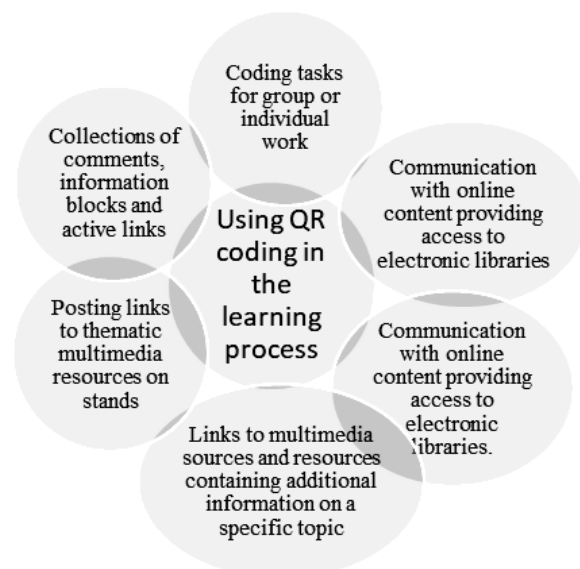 Coding tasks
for group or
individual
work
Communication
with online
content providing
access to
electronic libraries
Communication
with online
content providing
access to
electronic
libraries.
Links to multimedia
sources and resources
containing additional
information on a
specific topic
Posting links
to thematic
multimedia
resources on
stands
Collections of
comments,
information
blocks and
active links
Using QR
coding in
the
learning
process